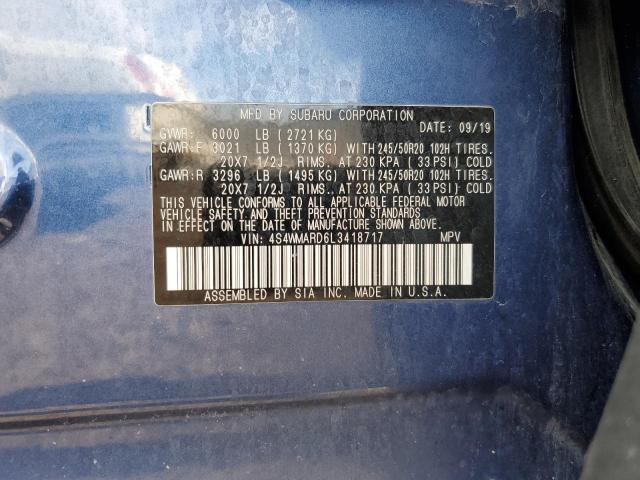 MFD BY SUBARU CORPORATION
GVWR: 6000 LB ( 2721 KG) DATE: 09/19
GAWR:F 3021 LB ( 1370 KG) WITH 245/50R20 102H TIRES.
20X7 1/2J RIMS., AT 230 KPA ( 33 PSI) COLD
GAWR:R 3296 LB ( 1495 KG) WITH 245/50R20 102H TIRES.
20X7 1/2J RIMS., AT 230 KPA ( 33 PSI) COLD
THIS VEHICLE CONFORMS TO ALL APPLICABLE FEDERAL MOTOR
VEHICLE SAFETY AND THEFT PREVENTION STANDARDS
IN EFFECT ON THE DATE OF MANUFACTURE SHOWN ABOVE.
VIN: 4S4WMARD6L3418717 MPV
ASSEMBLED BY SIA INC. MADE IN U.S.A.